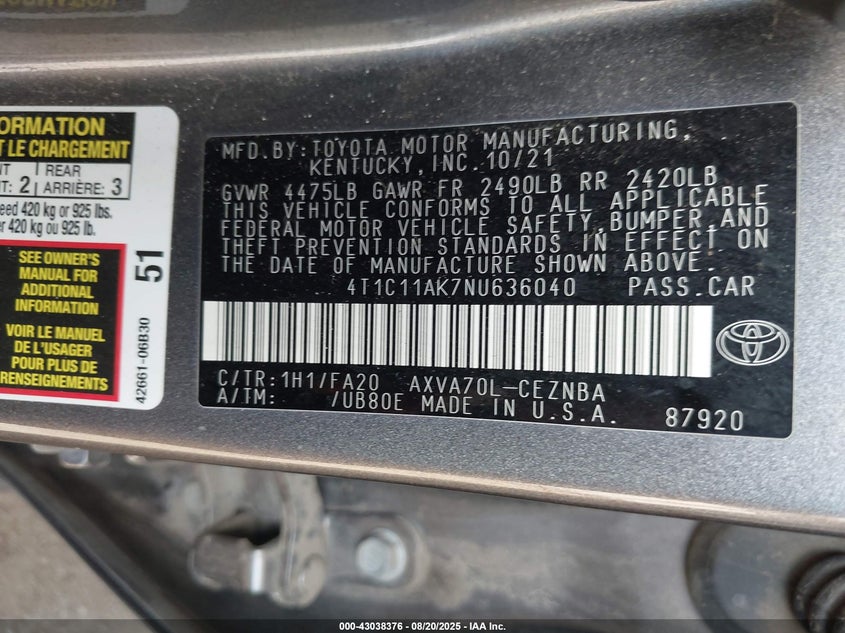 ORMATION
T LE CHARGEMENT
NT REAR
T: 2 ARRIÈRE: 3
eed 420 kg or 925 lbs.
r 420 kg ou 925 lb.
SEE OWNER'S
MANUAL FOR
ADDITIONAL
INFORMATION
VOIR LE MANUEL
DE L'USAGER
POUR PLUS DE
RENSEIGNEMENTS
51
42661-06B30
MFD.BY:TOYOTA MOTOR MANUFACTURING,
KENTUCKY,INC.10/21
GVWR 4475LB GAWR FR 2490LB RR 2420LB
THIS VEHICLE CONFORMS TO ALL APPLICABLE
FEDERAL MOTOR VEHICLE SAFETY,BUMPER,AND
THEFT PREVENTION STANDARDS IN EFFECT ON
THE DATE OF MANUFACTURE SHOWN ABOVE.
4T1C11AK7NU636040 PASS.CAR
C/TR:1H1/FA20 AXVA70L-CEZNBA
A/TM: /UB80E MADE IN U.S.A.
87920
000-43038376 - 08/20/2025 - IAA Inc.